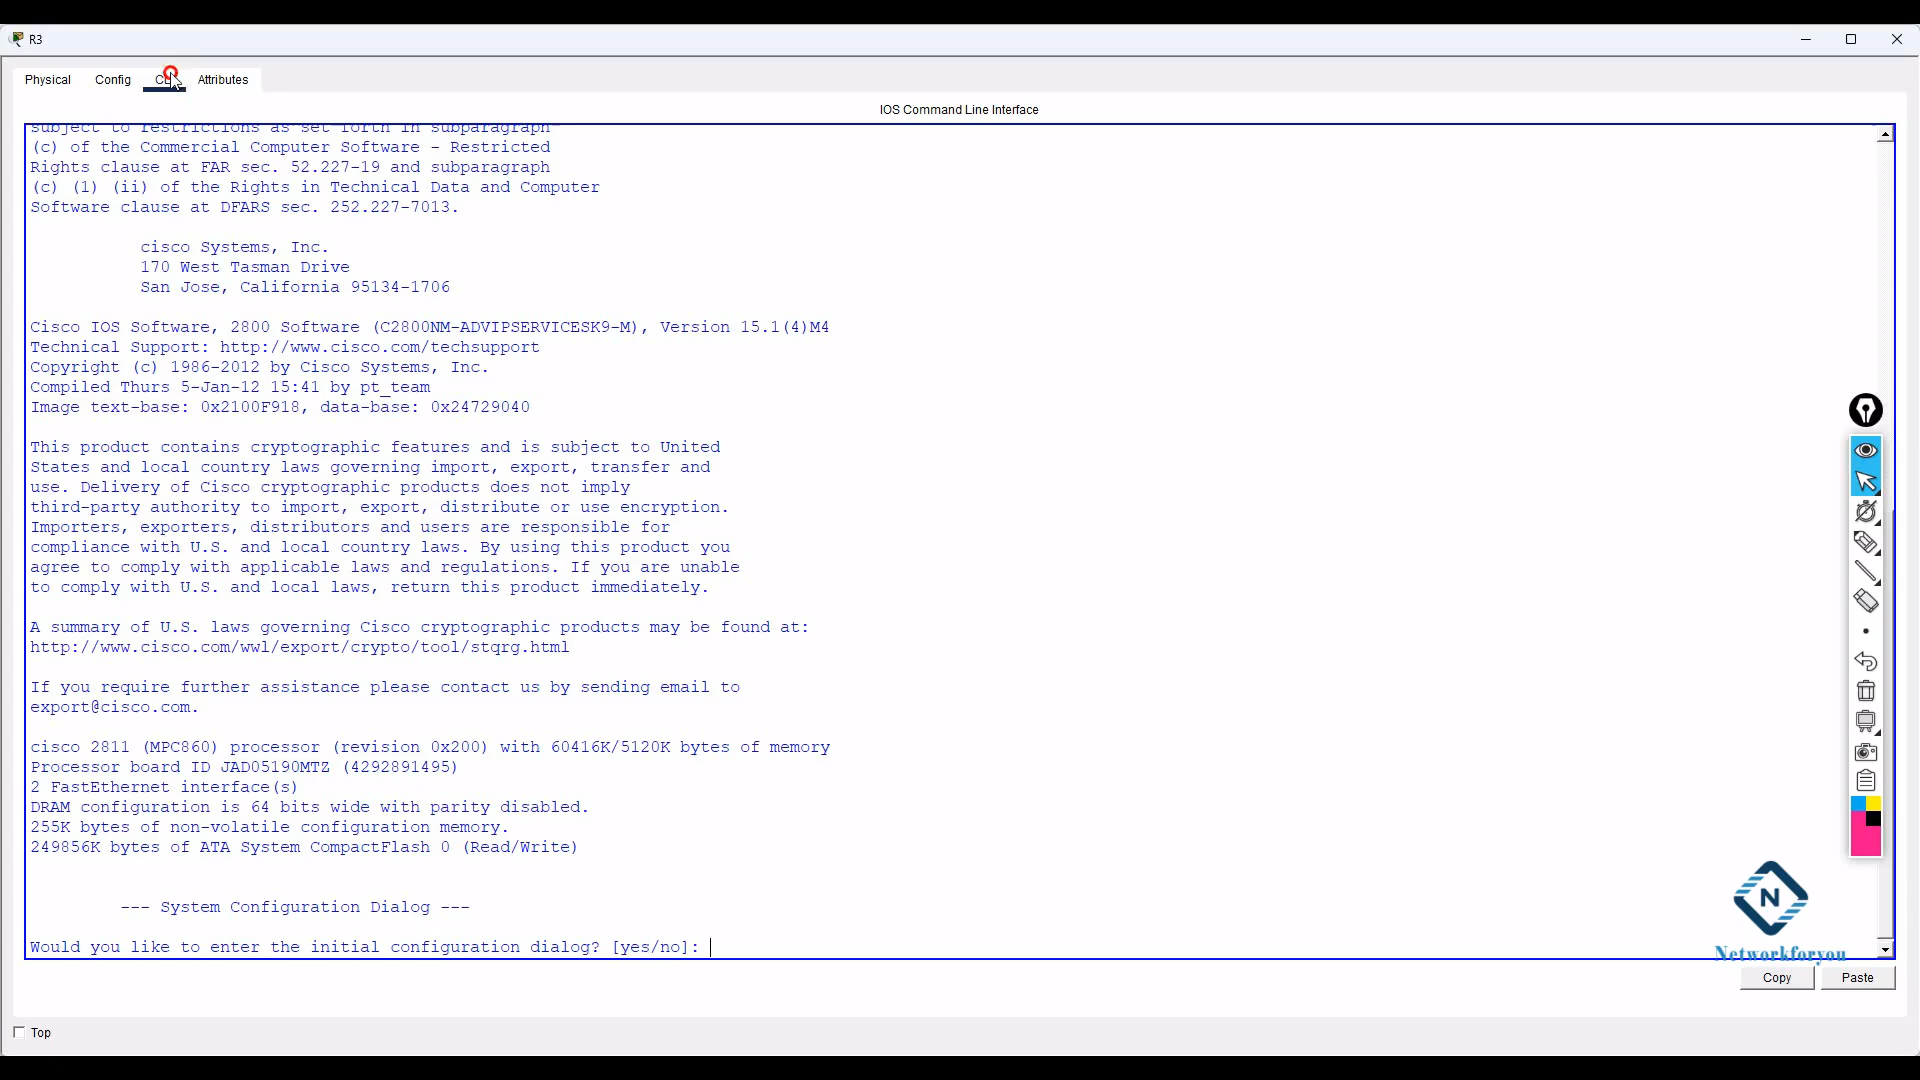 R3
Physical Config CLI Attributes
IOS Command Line Interface
subject to restrictions as set forth in subparagraph
(c) of the Commercial Computer Software - Restricted
Rights clause at FAR sec. 52.227-19 and subparagraph
(c) (1) (ii) of the Rights in Technical Data and Computer
Software clause at DFARS sec. 252.227-7013.
cisco Systems, Inc.
170 West Tasman Drive
San Jose, California 95134-1706
Cisco IOS Software, 2800 Software (C2800NM-ADVIPSERVICESK9-M), Version 15.1(4)M4
Technical Support: http://www.cisco.com/techsupport
Copyright (c) 1986-2012 by Cisco Systems, Inc.
Compiled Thurs 5-Jan-12 15:41 by pt_team
Image text-base: 0x2100F918, data-base: 0x24729040
This product contains cryptographic features and is subject to United
States and local country laws governing import, export, transfer and
use. Delivery of Cisco cryptographic products does not imply
third-party authority to import, export, distribute or use encryption.
Importers, exporters, distributors and users are responsible for
compliance with U.S. and local country laws. By using this product you
agree to comply with applicable laws and regulations. If you are unable
to comply with U.S. and local laws, return this product immediately.
A summary of U.S. laws governing Cisco cryptographic products may be found at:
http://www.cisco.com/wwl/export/crypto/tool/stqrg.html
If you require further assistance please contact us by sending email to
export@cisco.com.
cisco 2811 (MPC860) processor (revision 0x200) with 60416K/5120K bytes of memory
Processor board ID JAD05190MTZ (4292891495)
2 FastEthernet interface(s)
DRAM configuration is 64 bits wide with parity disabled.
255K bytes of non-volatile configuration memory.
249856K bytes of ATA System CompactFlash 0 (Read/Write)
--- System Configuration Dialog ---
Would you like to enter the initial configuration dialog? [yes/no]:
N
Networkforyou
Copy Paste
Top